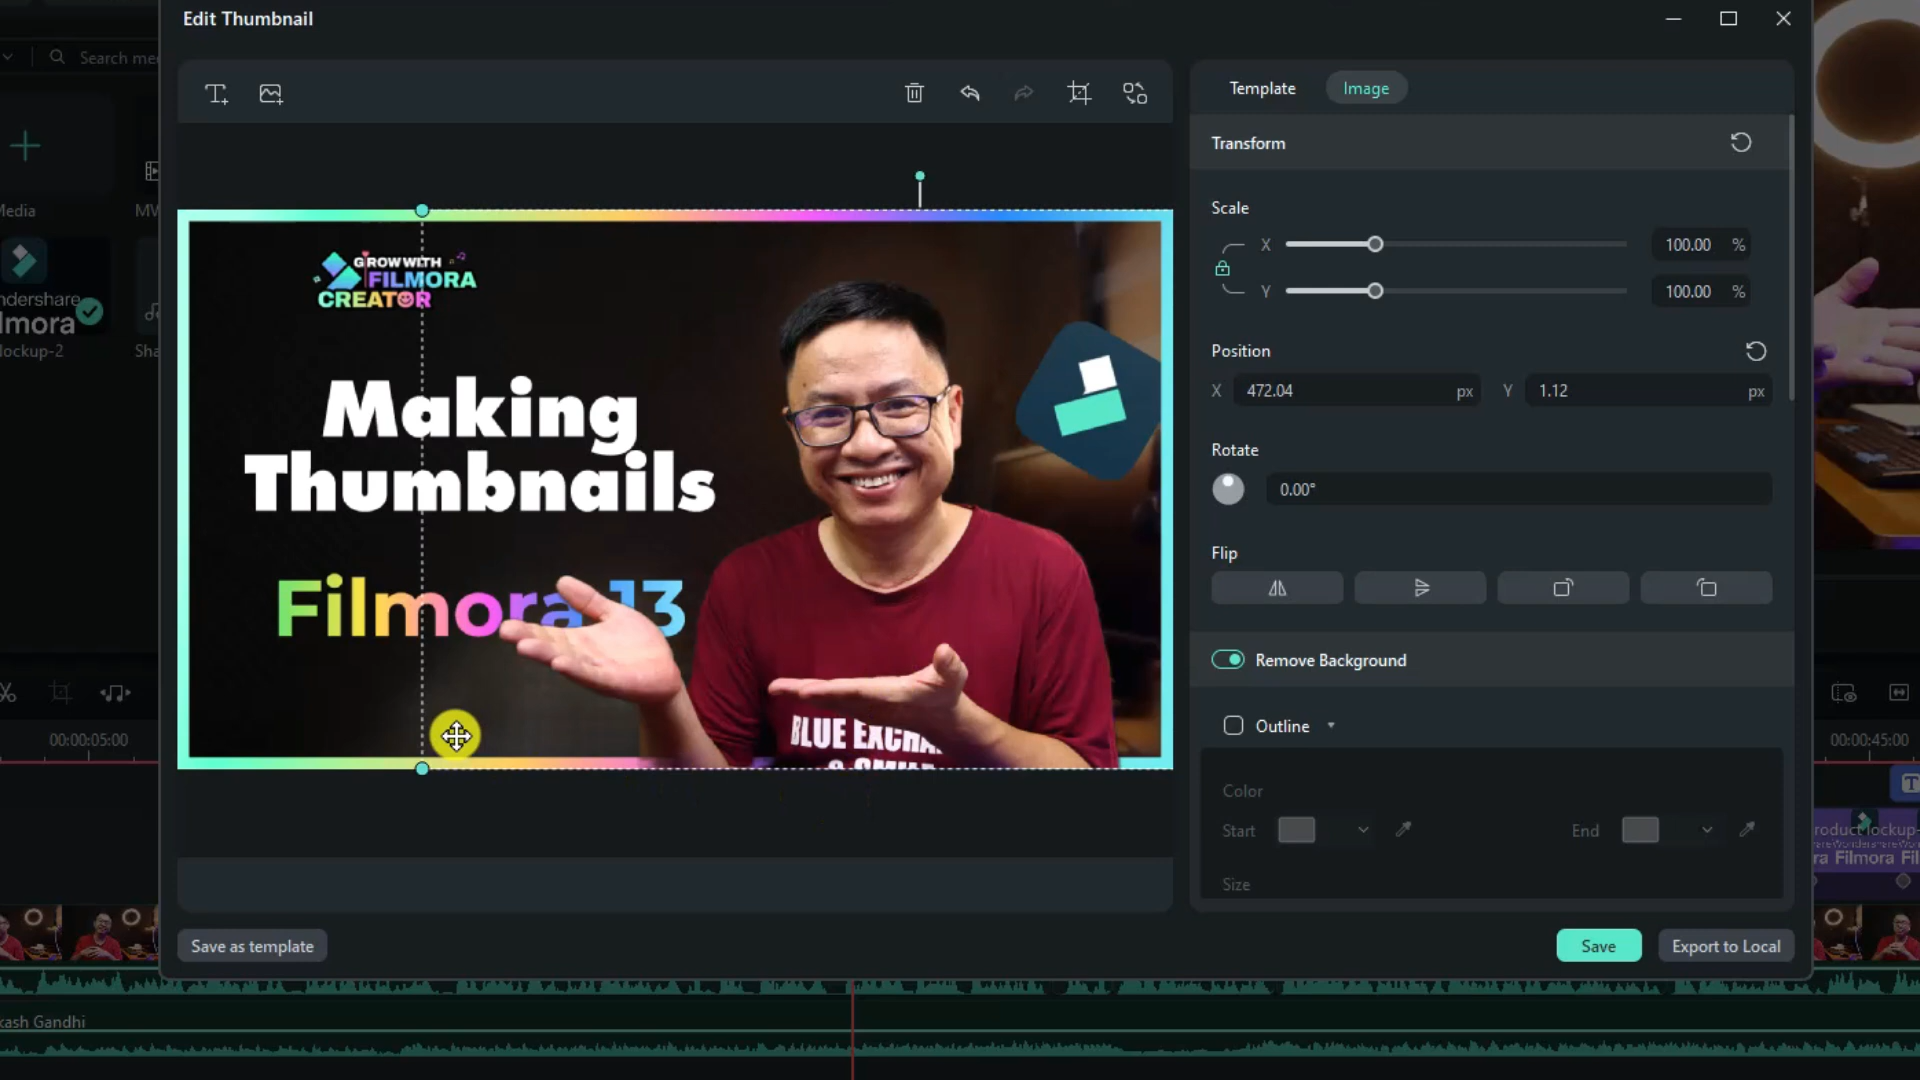 Edit Thumbnail
Search me
Template
Image
Transform
Scale
X
100.00 %
Y
100.00 %
Position
X 472.04 px
Y 1.12 px
Rotate
0.00°
Flip
Remove Background
Outline
Color
Start
End
Size
GROW WITH
FILMORA
CREATOR
Making
Thumbnails
Filmora 13
BLUE EXCHA
Media
MV
ndershare
lmora
lockup-2
Sha
00:00:05:00
00:00:45:00
T
roduct lockup-
ra Filmora Fil
Save as template
Save
Export to Local
kash Gandhi